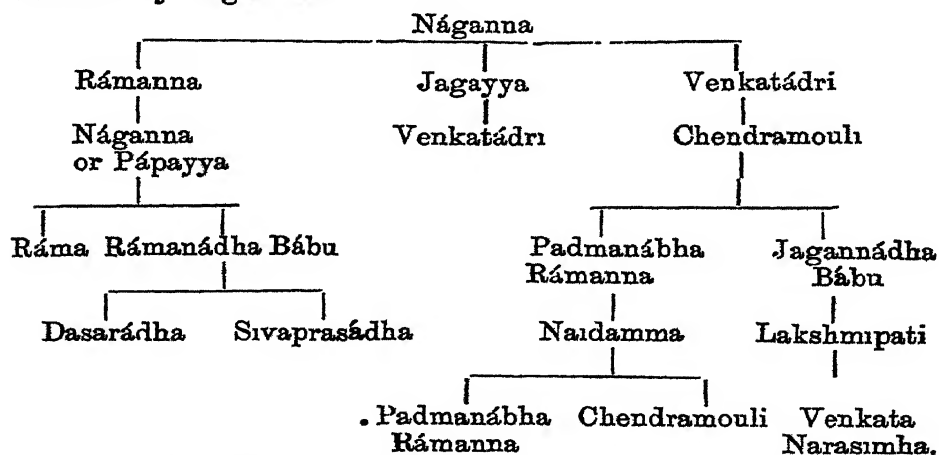 Náganna
Rámanna Jagayya Venkatádri
Náganna Venkatádri Chendramouli
or Pápayya
Ráma Rámanádha Bábu Padmanábha Jagannádha
Rámanna Bábu
Dasarádha Sivaprasádha Naidamma Lakshmipati
. Padmanábha Chendramouli Venkata
Rámanna Narasimha.